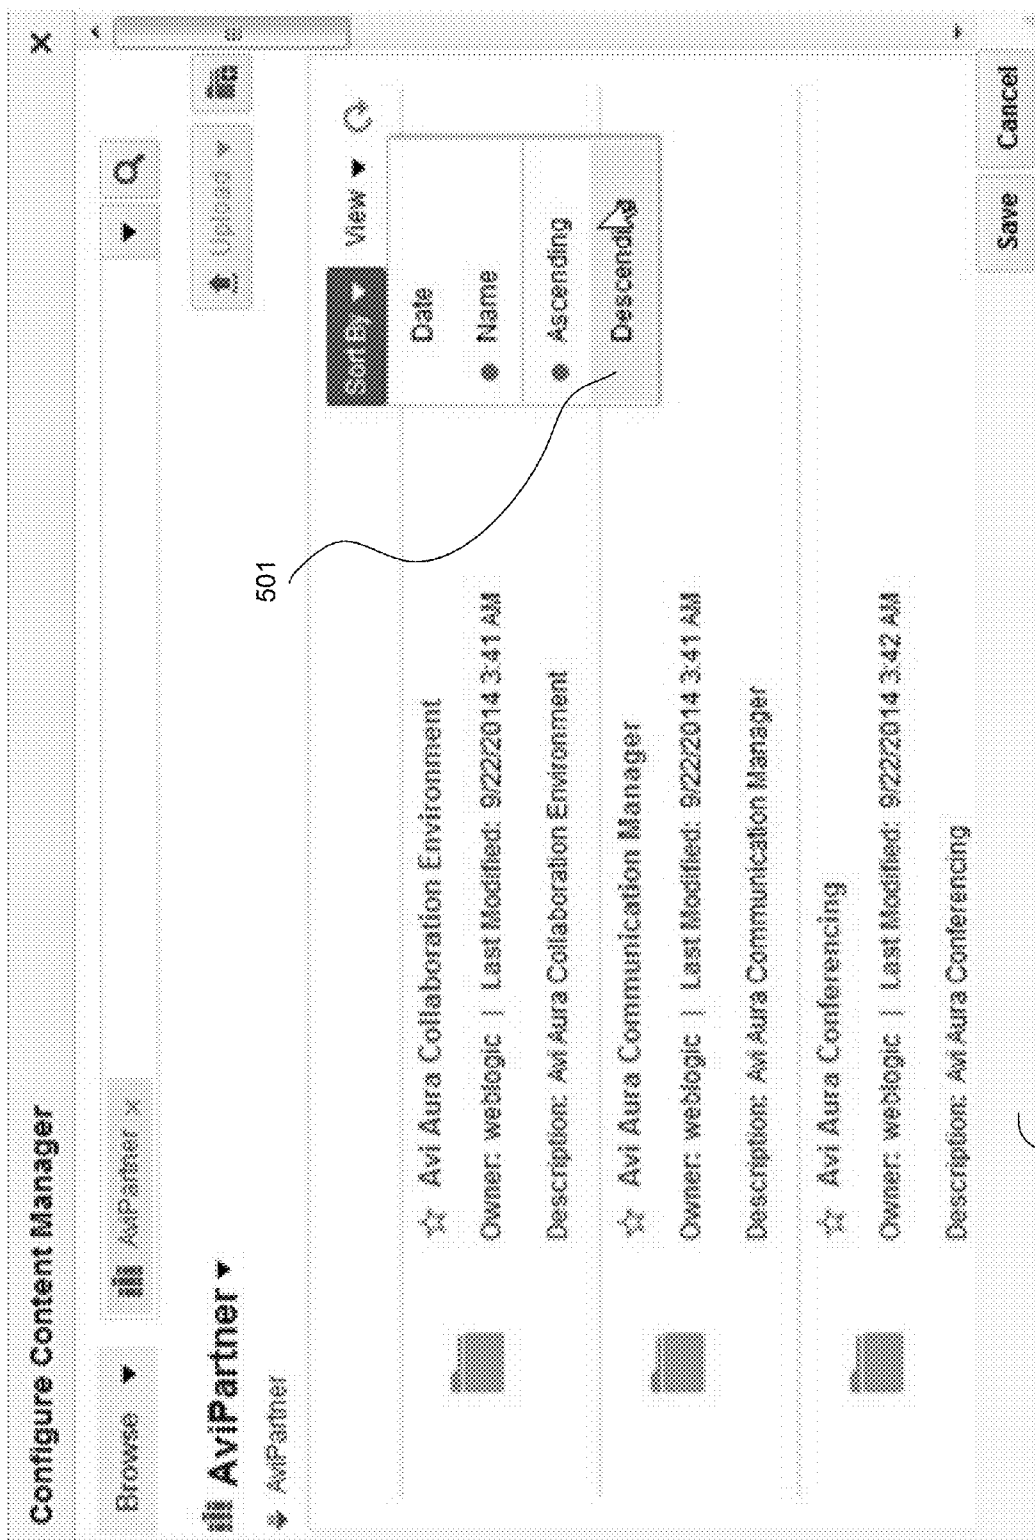 Configure Content Manager X
Browse ▼ AviPartner × ▼
AviPartner ▼
Upload ▼
AviPartner
501
Sort By ▼ View ▼
Date
Name
Ascending
Descending
Avi Aura Collaboration Environment
Owner: weblogic | Last Modified: 9/22/2014 3:41 AM
Description: Avi Aura Collaboration Environment
Avi Aura Communication Manager
Owner: weblogic | Last Modified: 9/22/2014 3:41 AM
Description: Avi Aura Communication Manager
Avi Aura Conferencing
Owner: weblogic | Last Modified: 9/22/2014 3:42 AM
Description: Avi Aura Conferencing
Save Cancel